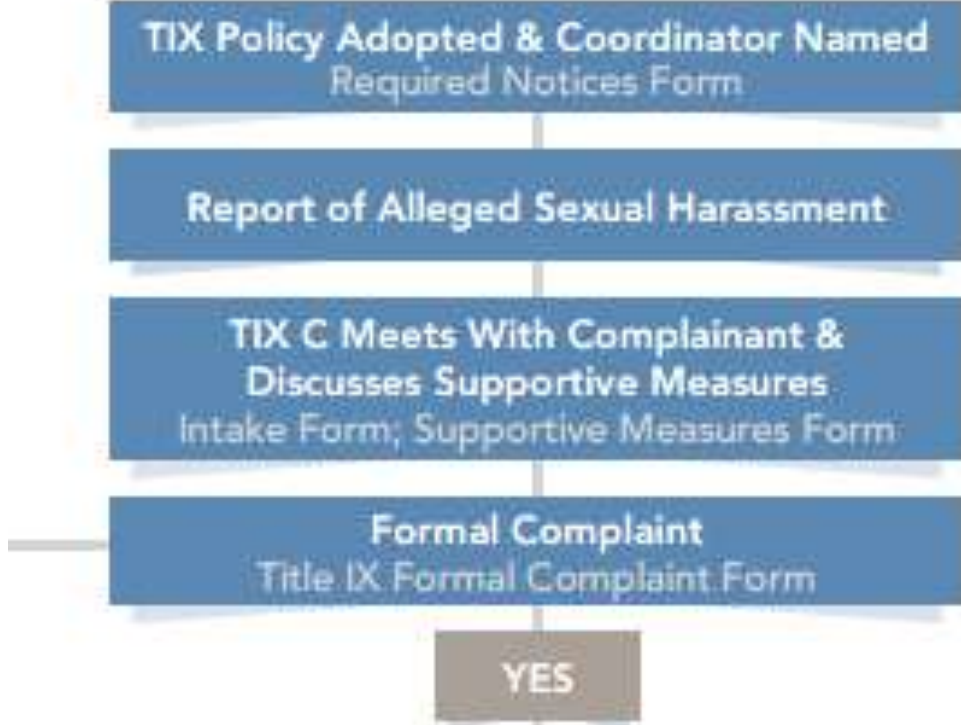 TIX Policy Adopted & Coordinator Named
Required Notices Form
Report of Alleged Sexual Harassment
TIX C Meets With Complainant &
Discusses Supportive Measures
Intake Form; Supportive Measures Form
Formal Complaint
Title IX Formal Complaint Form
YES